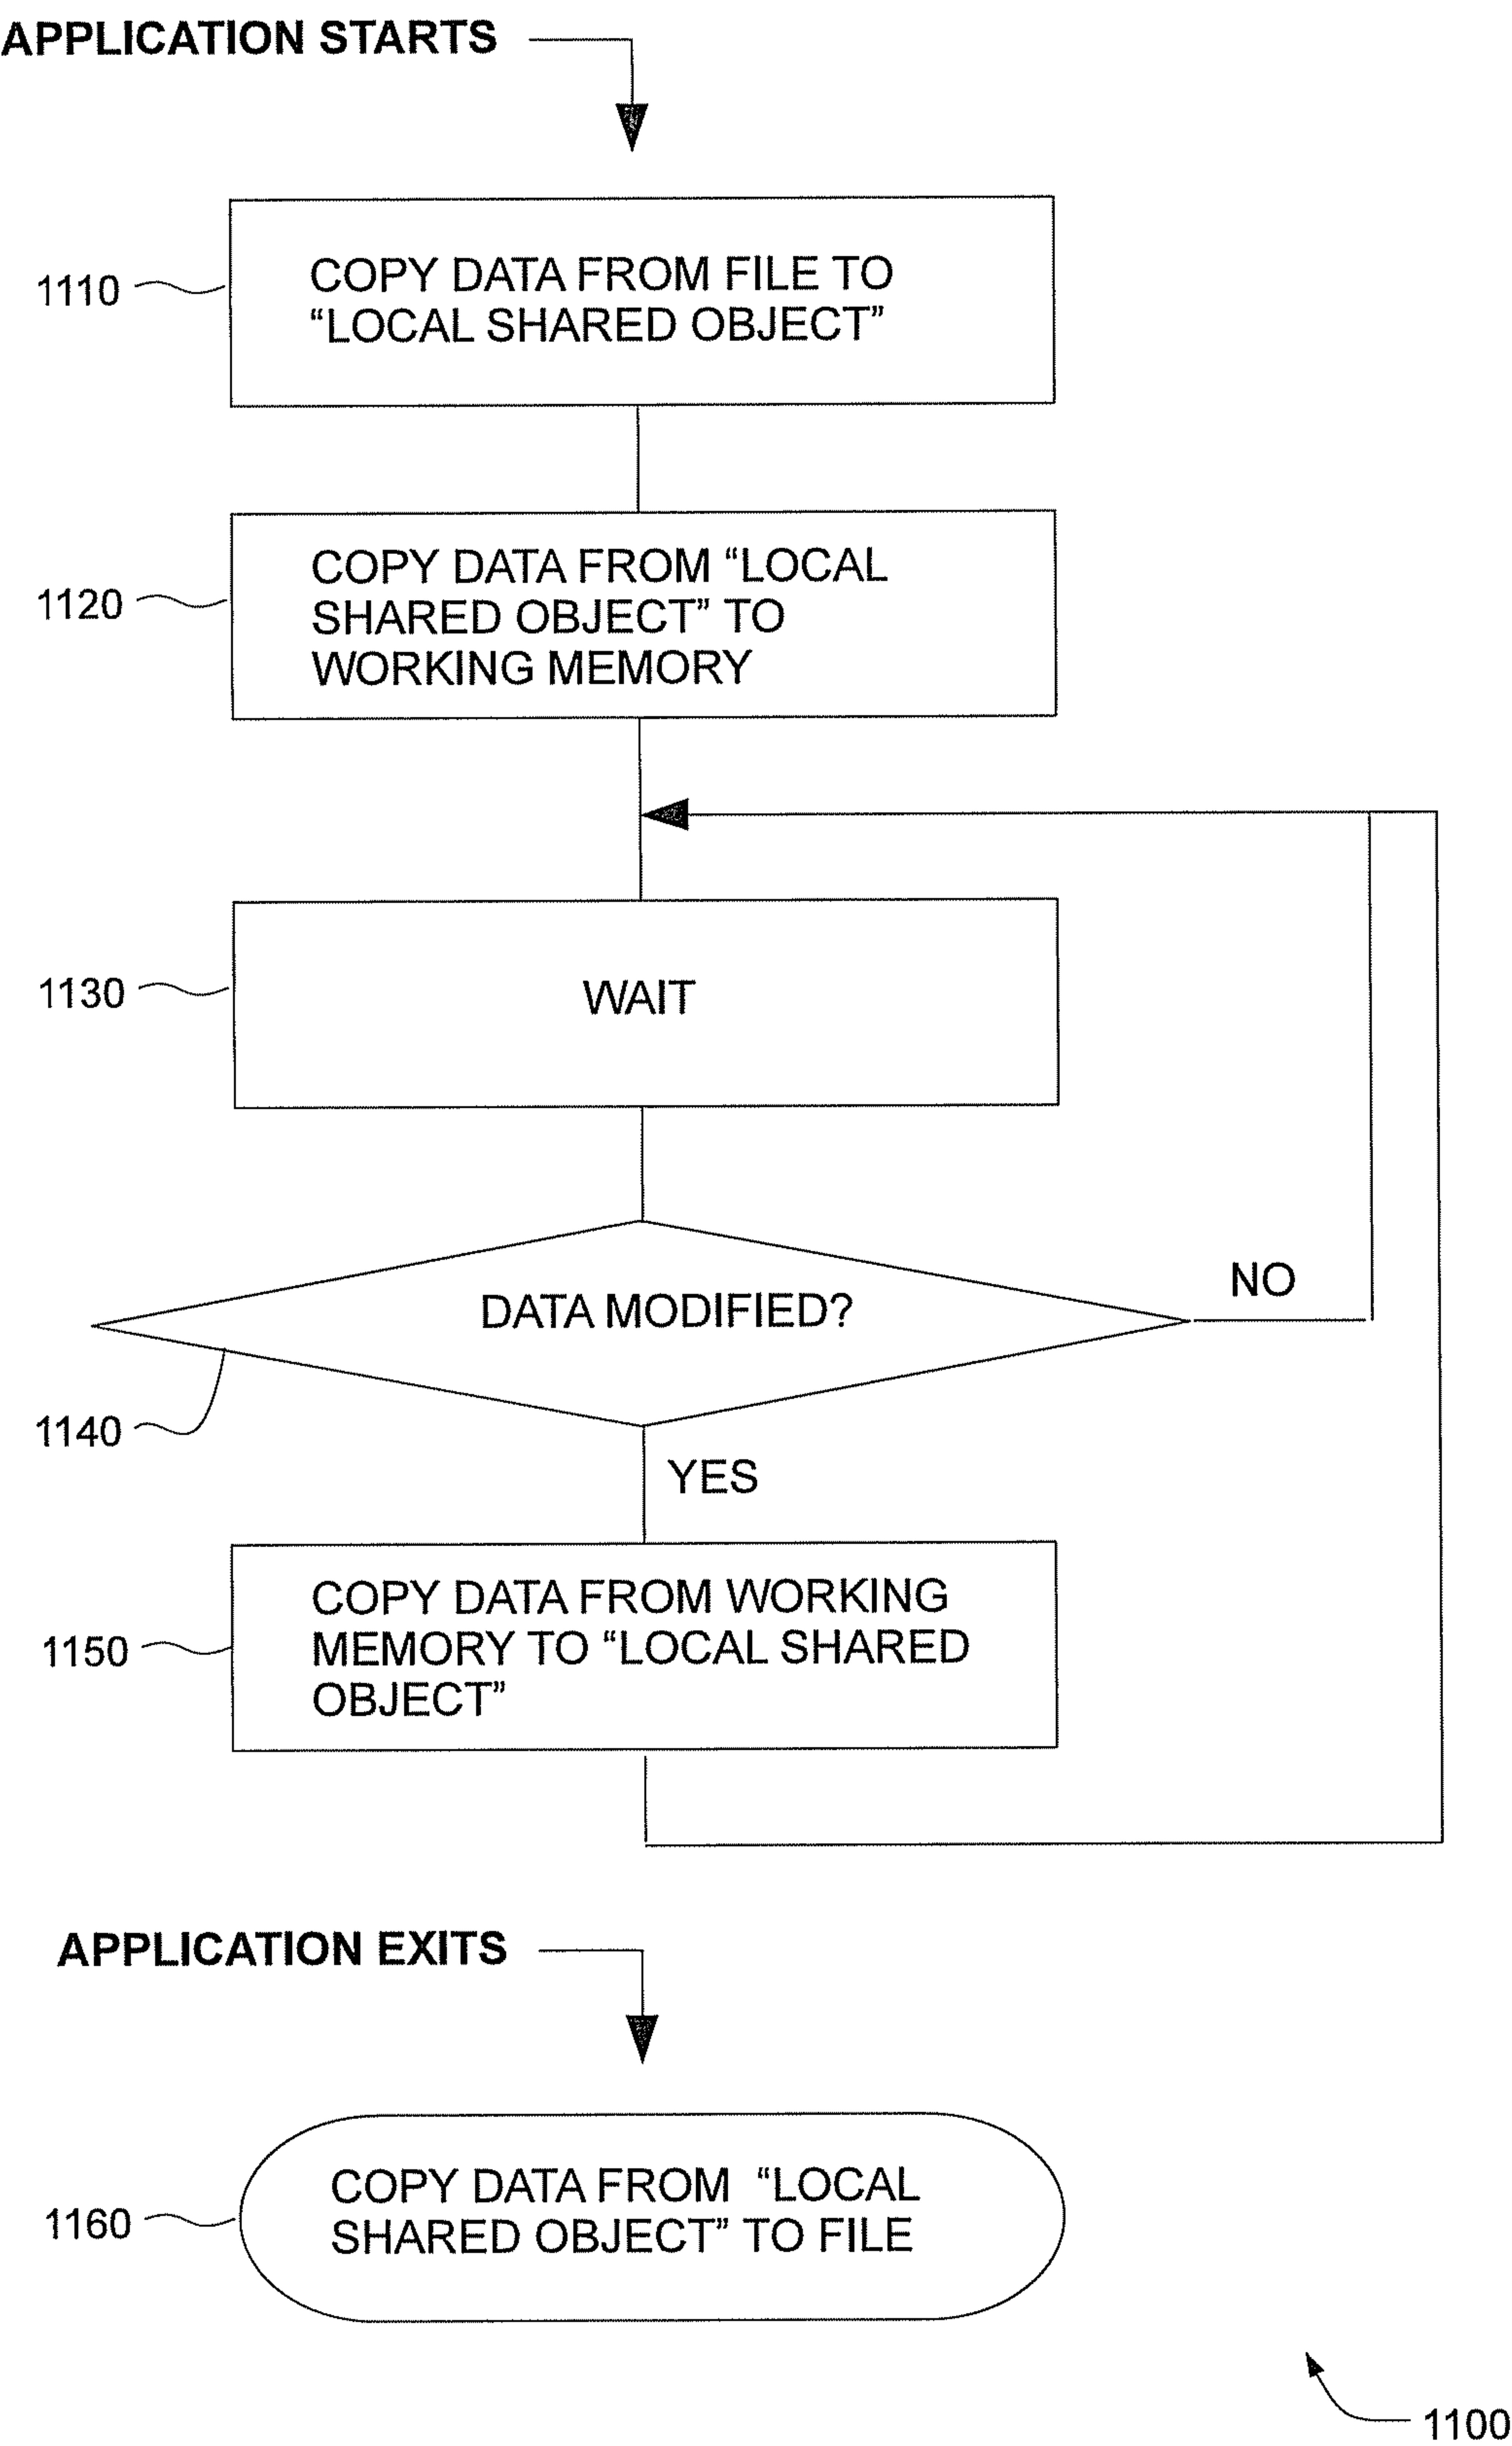 APPLICATION STARTS
1110
COPY DATA FROM FILE TO
“LOCAL SHARED OBJECT”
1120
COPY DATA FROM “LOCAL
SHARED OBJECT” TO
WORKING MEMORY
1130
WAIT
DATA MODIFIED?
NO
1140
YES
1150
COPY DATA FROM WORKING
MEMORY TO “LOCAL SHARED
OBJECT”
APPLICATION EXITS
1160
COPY DATA FROM “LOCAL
SHARED OBJECT” TO FILE
1100